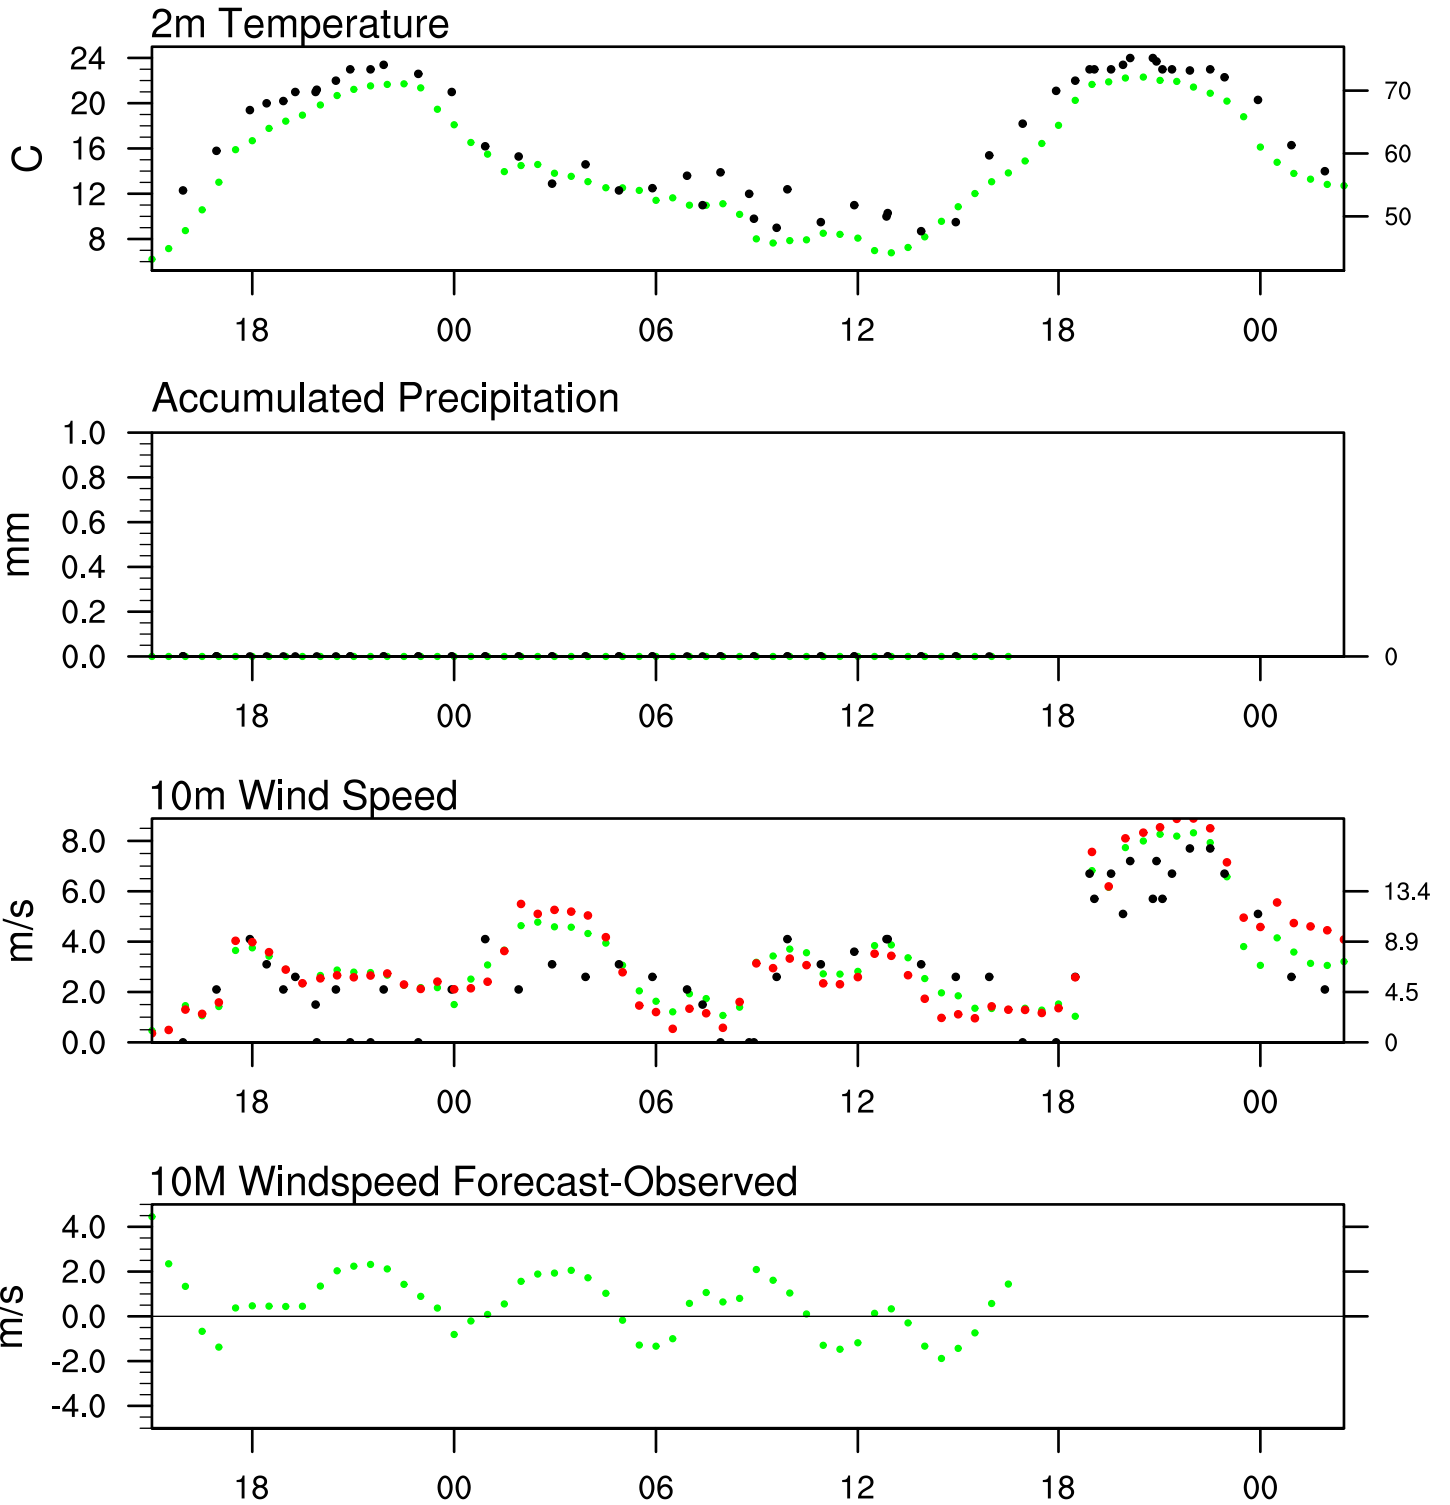 2m Temperature
24
20
16
12
8
C
70
60
50
18 00 06 12 18 00
Accumulated Precipitation
1.0
0.8
0.6
0.4
0.2
0.0
mm
0
18 00 06 12 18 00
10m Wind Speed
8.0
6.0
4.0
2.0
0.0
m/s
13.4
8.9
4.5
0
18 00 06 12 18 00
10M Windspeed Forecast-Observed
4.0
2.0
0.0
-2.0
-4.0
m/s
18 00 06 12 18 00